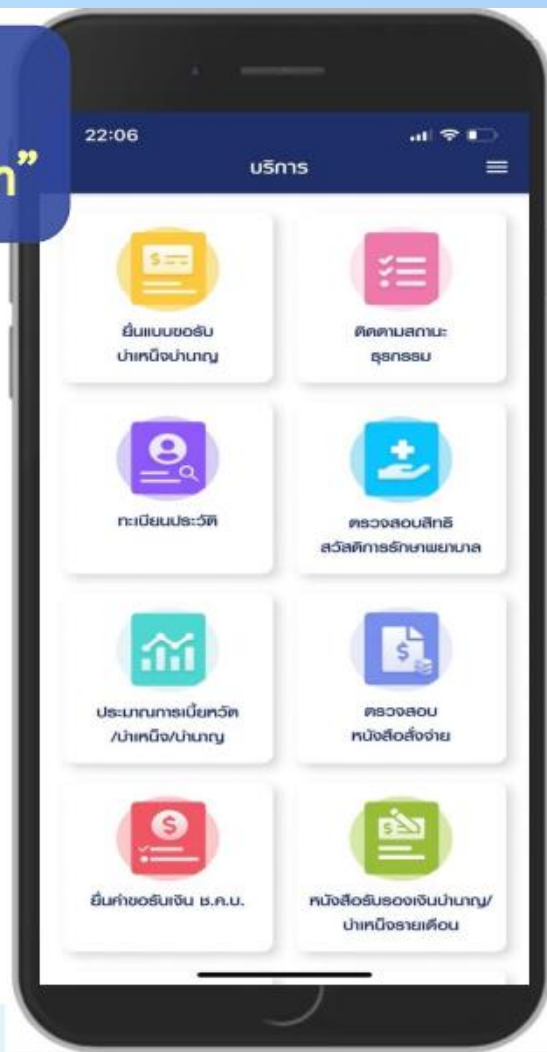 22:06
บริการ
ยื่นแบบขอรับ
บำเหน็จบำนาญ
ติดตามสถานะ
ธุรกรรม
ทะเบียนประวัติ
ตรวจสอบสิทธิ
สวัสดิการรักษาพยาบาล
ประมาณการเบี้ยหวัด
/บำเหน็จ/บำนาญ
ตรวจสอบ
หนังสือสั่งจ่าย
ยื่นคำขอรับเงิน ช.ค.บ.
หนังสือรับรองเงินบำนาญ/
บำเหน็จรายเดือน